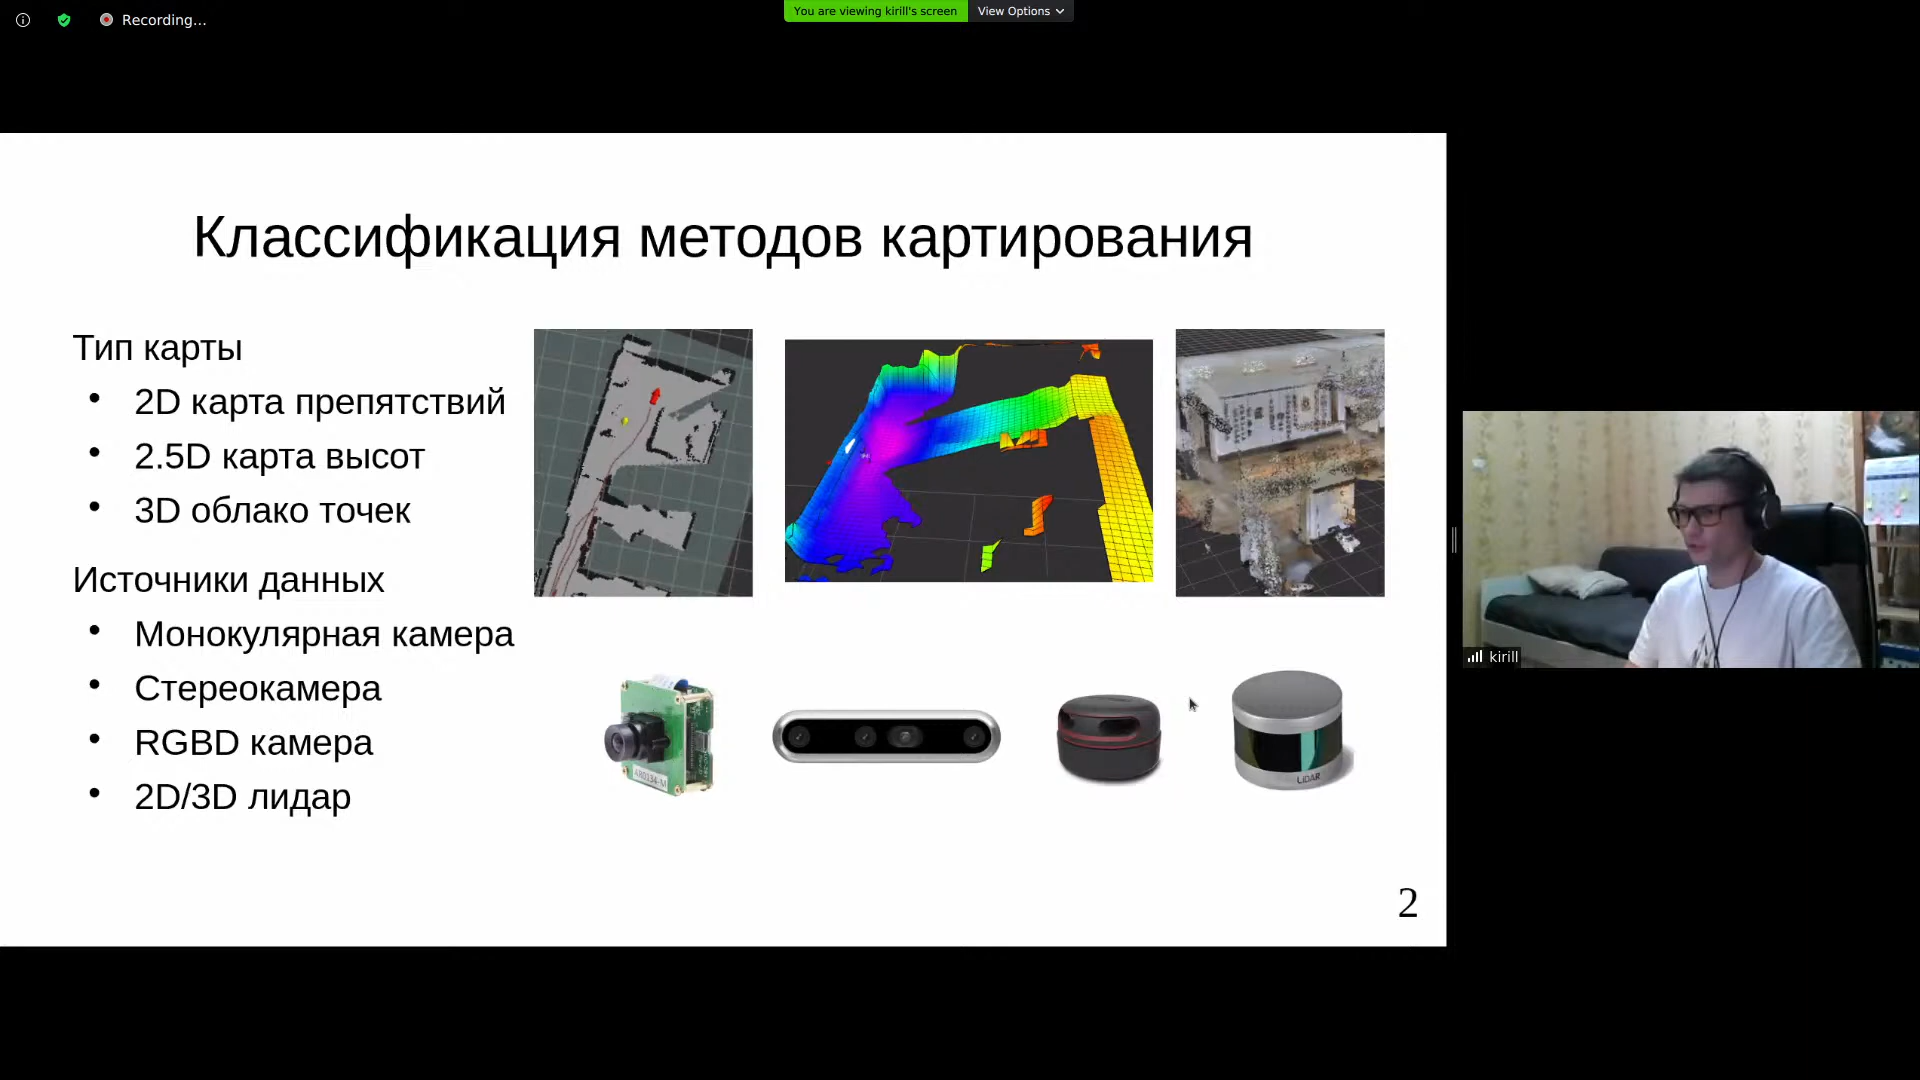 Recording...
You are viewing kirill's screen
View Options
Классификация методов картирования
Тип карты
• 2D карта препятствий
• 2.5D карта высот
• 3D облако точек
Источники данных
• Монокулярная камера
• Стереокамера
• RGBD камера
• 2D/3D лидар
LiDAR
2
kirill